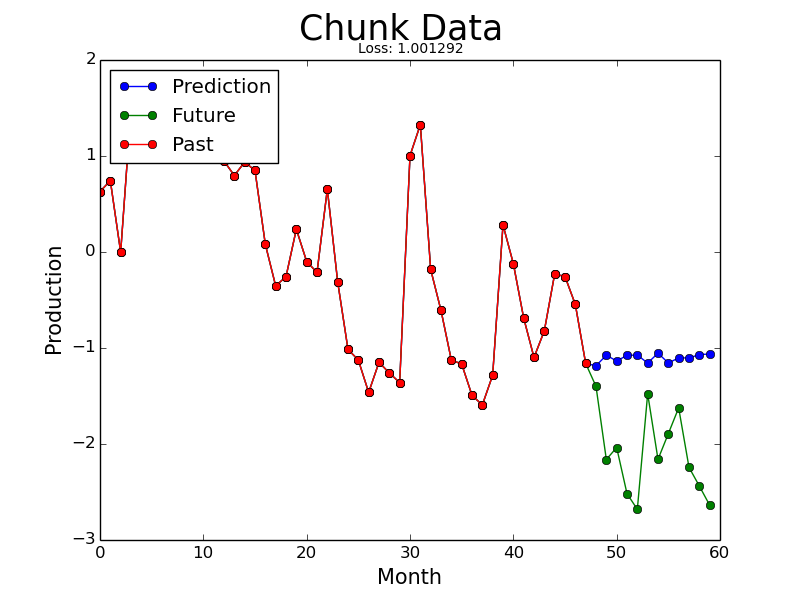 Chunk Data
Loss: 1.001292
Prediction
Future
Past
2
1
0
−1
−2
−3
Production
0 10 20 30 40 50 60
Month